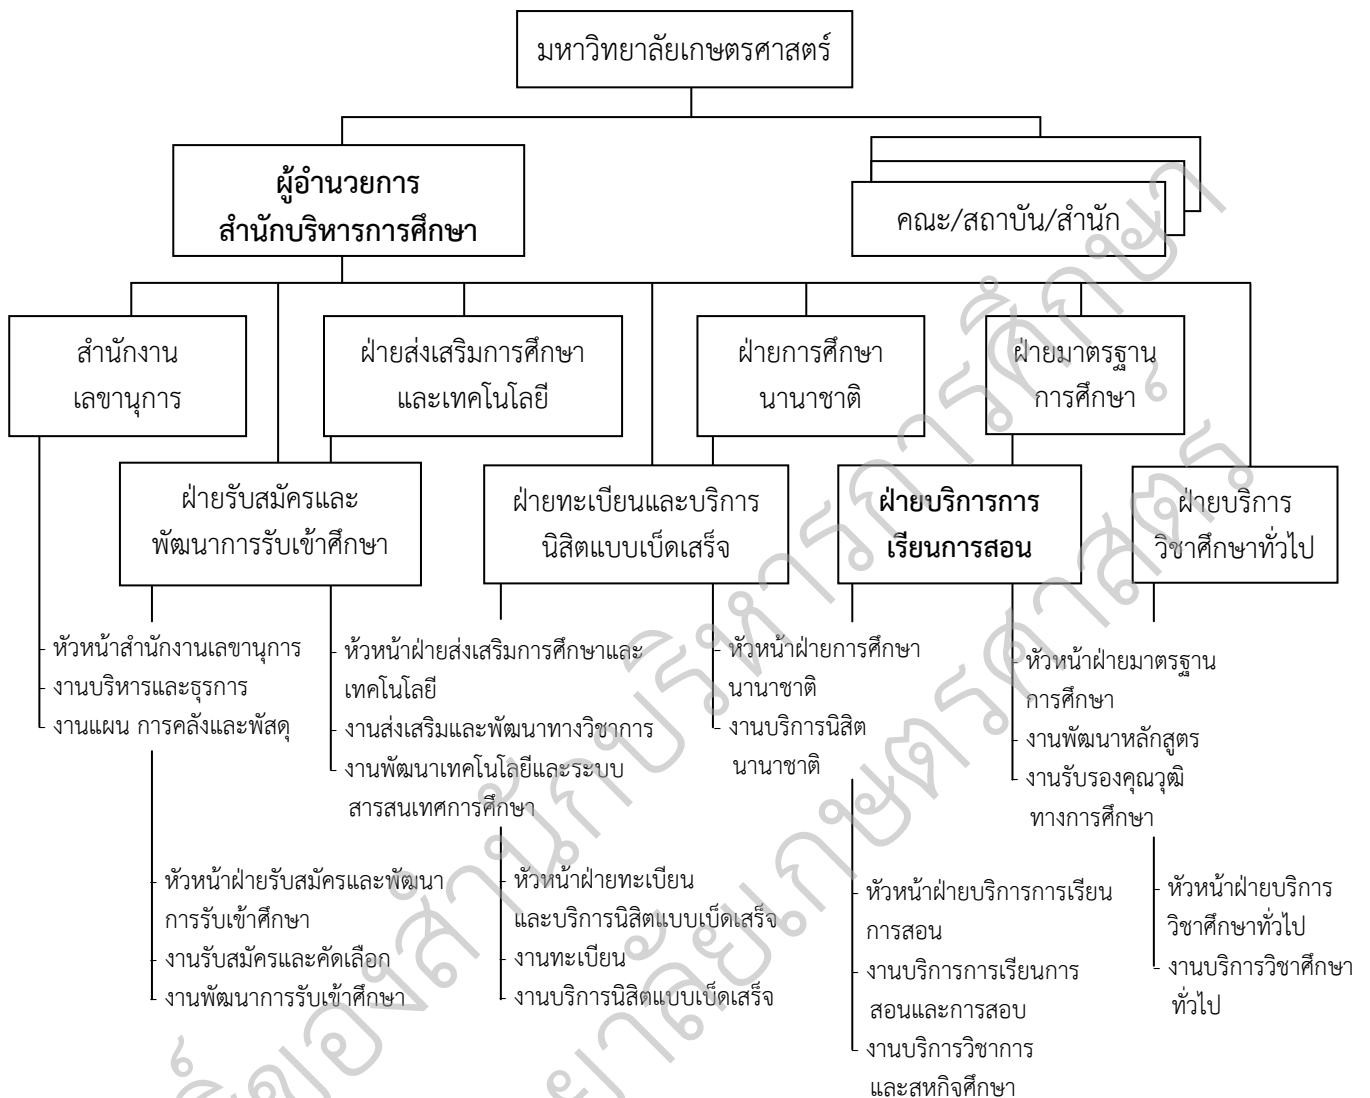 มหาวิทยาลัยเกษตรศาสตร์
ผู้อำนวยการ
สำนักบริหารการศึกษา
คณะ/สถาบัน/สำนัก
สำนักงาน
เลขานุการ
ฝ่ายส่งเสริมการศึกษา
และเทคโนโลยี
ฝ่ายการศึกษา
นานาชาติ
ฝ่ายมาตรฐาน
การศึกษา
ฝ่ายรับสมัครและ
พัฒนาการรับเข้าศึกษา
ฝ่ายทะเบียนและบริการ
นิสิตแบบเบ็ดเสร็จ
ฝ่ายบริการการ
เรียนการสอน
ฝ่ายบริการ
วิชาศึกษาทั่วไป
- หัวหน้าสำนักงานเลขานุการ
- งานบริหารและธุรการ
- งานแผน การคลังและพัสดุ
- ห้วหน้าฝ่ายส่งเสริมการศึกษาและ
เทคโนโลยี
- งานส่งเสริมและพัฒนาทางวิชาการ
- งานพัฒนาเทคโนโลยีและระบบ
สารสนเทศการศึกษา
- หัวหน้าฝ่ายการศึกษา
นานาชาติ
- งานบริการนิสิต
นานาชาติ
- หัวหน้าฝ่ายมาตรฐาน
การศึกษา
- งานพัฒนาหลักสูตร
- งานรับรองคุณวุฒิ
ทางการศึกษา
- หัวหน้าฝ่ายรับสมัครและพัฒนา
การรับเข้าศึกษา
- งานรับสมัครและคัดเลือก
- งานพัฒนาการรับเข้าศึกษา
- หัวหน้าฝ่ายทะเบียน
และบริการนิสิตแบบเบ็ดเสร็จ
- งานทะเบียน
- งานบริการนิสิตแบบเบ็ดเสร็จ
- หัวหน้าฝ่ายบริการการเรียน
การสอน
- งานบริการการเรียนการ
สอนและการสอบ
- งานบริการวิชาการ
และสหกิจศึกษา
- หัวหน้าฝ่ายบริการ
วิชาศึกษาทั่วไป
- งานบริการวิชาศึกษา
ทั่วไป